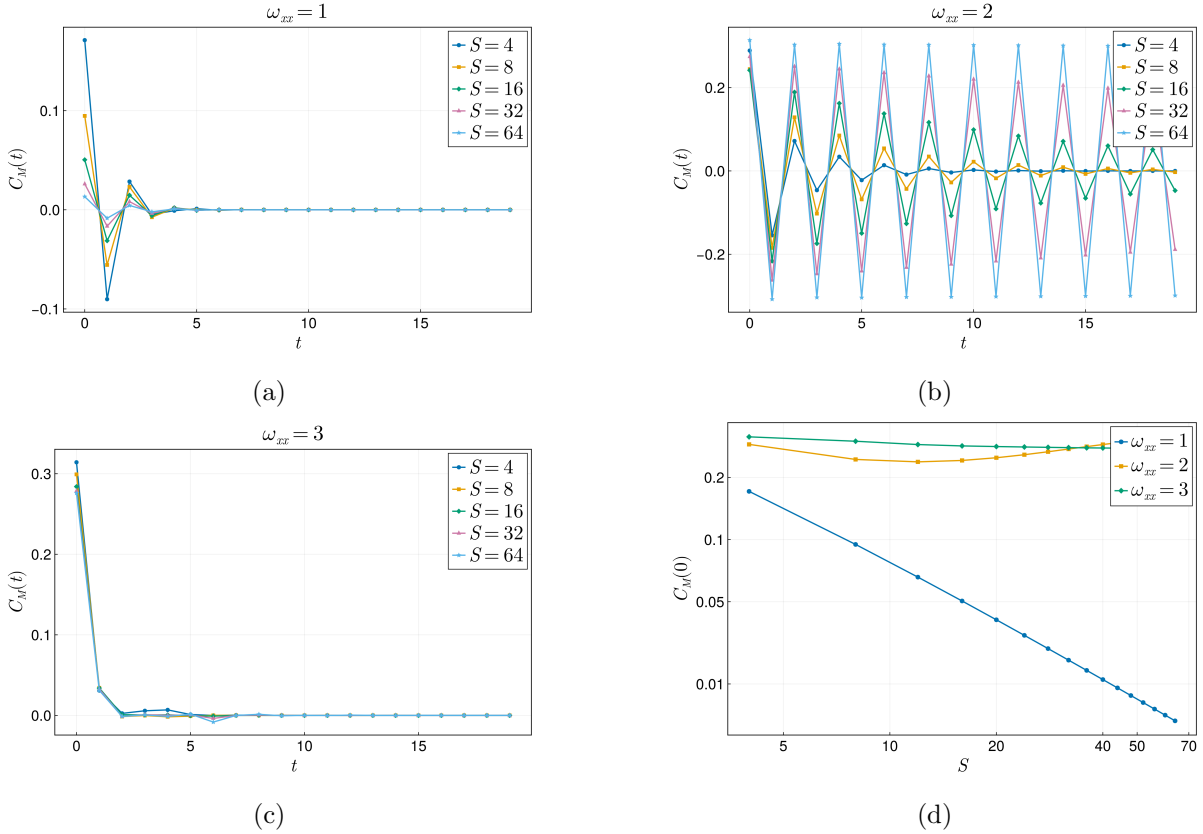 ω_xx = 1
C_M(t)
0.1
0.0
−0.1
0
5
10
15
t
S = 4
S = 8
S = 16
S = 32
S = 64
(a)
ω_xx = 2
C_M(t)
0.2
0.0
−0.2
0
5
10
15
t
S = 4
S = 8
S = 16
S = 32
S = 64
(b)
ω_xx = 3
C_M(t)
0.3
0.2
0.1
0.0
0
5
10
15
t
S = 4
S = 8
S = 16
S = 32
S = 64
(c)
C_M(0)
0.2
0.1
0.05
0.01
5
10
20
40
50
70
S
ω_xx = 1
ω_xx = 2
ω_xx = 3
(d)